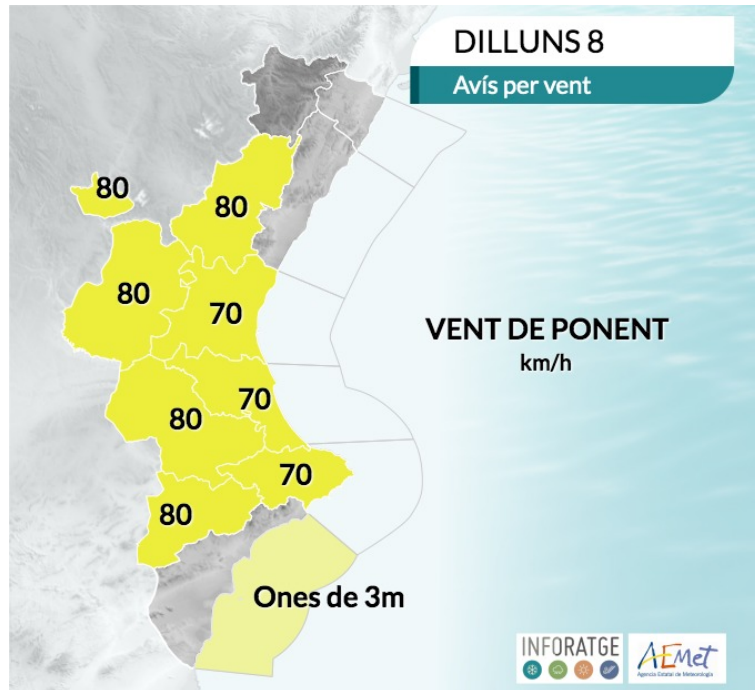 DILLUNS 8
Avís per vent
80
80
80
70
VENT DE PONENT
km/h
70
80
70
80
Ones de 3m
INFORATGE
AEMet
Agencia Estatal de Meteorología